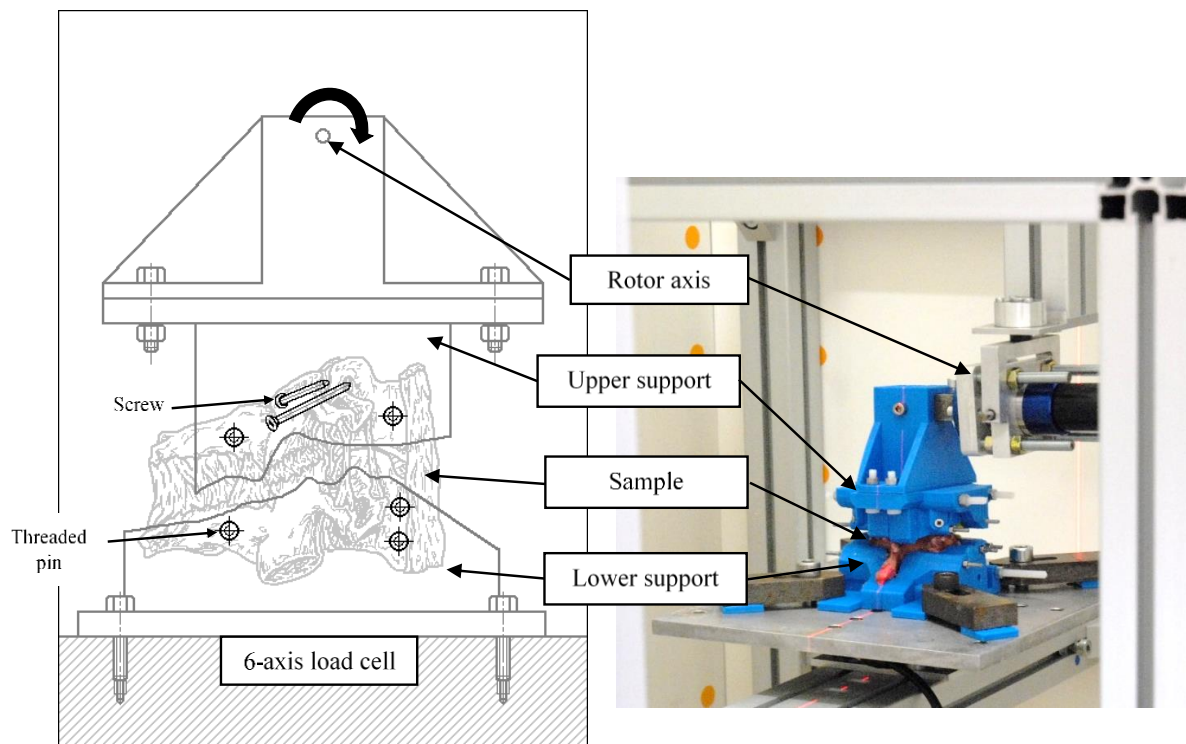 Rotor axis
Upper support
Screw
Sample
Threaded
pin
Lower support
6-axis load cell